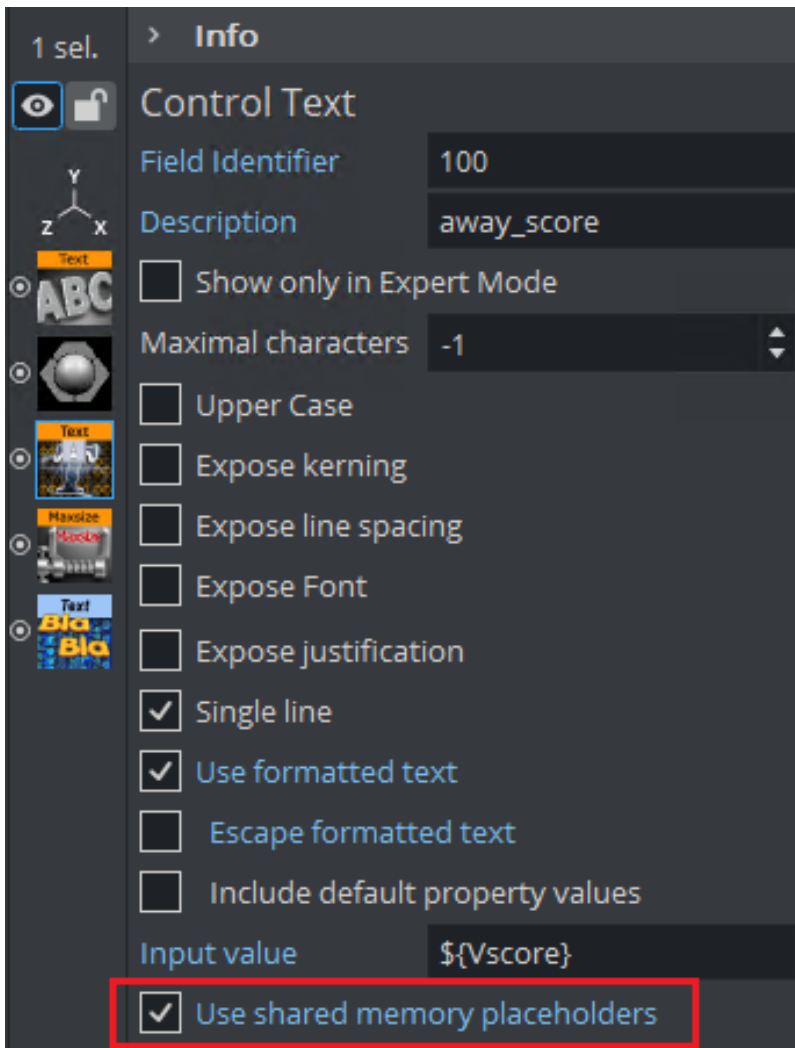 1 sel.
> Info
Control Text
Field Identifier 100
Description away_score
Show only in Expert Mode
Maximal characters -1
Upper Case
Expose kerning
Expose line spacing
Expose Font
Expose justification
Single line
Use formatted text
Escape formatted text
Include default property values
Input value ${Vscore}
Use shared memory placeholders
Y
Z X
Text
ABC
Text
Maxsize
Maxsize
Text
Bla
Bla